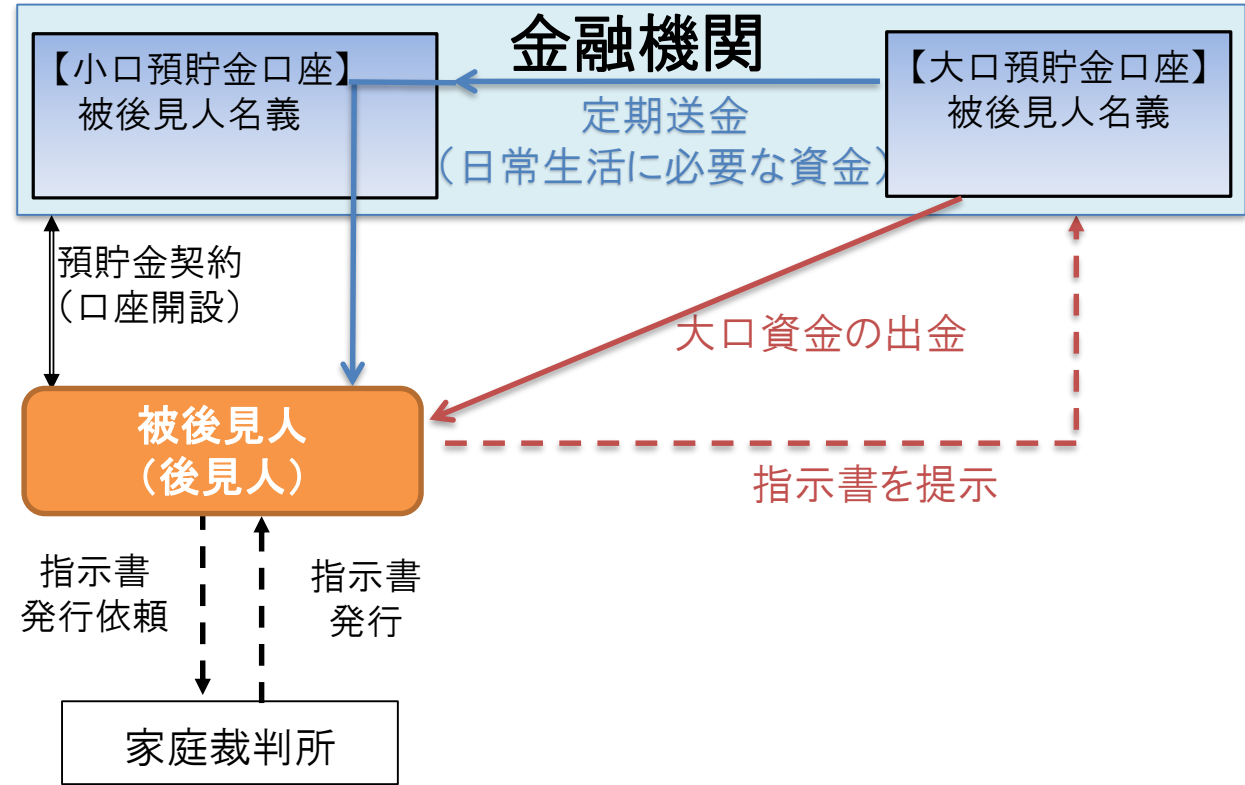 金融機関
【小口預貯金口座】
被後見人名義
【大口預貯金口座】
被後見人名義
定期送金
（日常生活に必要な資金）
預貯金契約
（口座開設）
大口資金の出金
被後見人
（後見人）
指示書を提示
指示書
発行依頼
指示書
発行
家庭裁判所